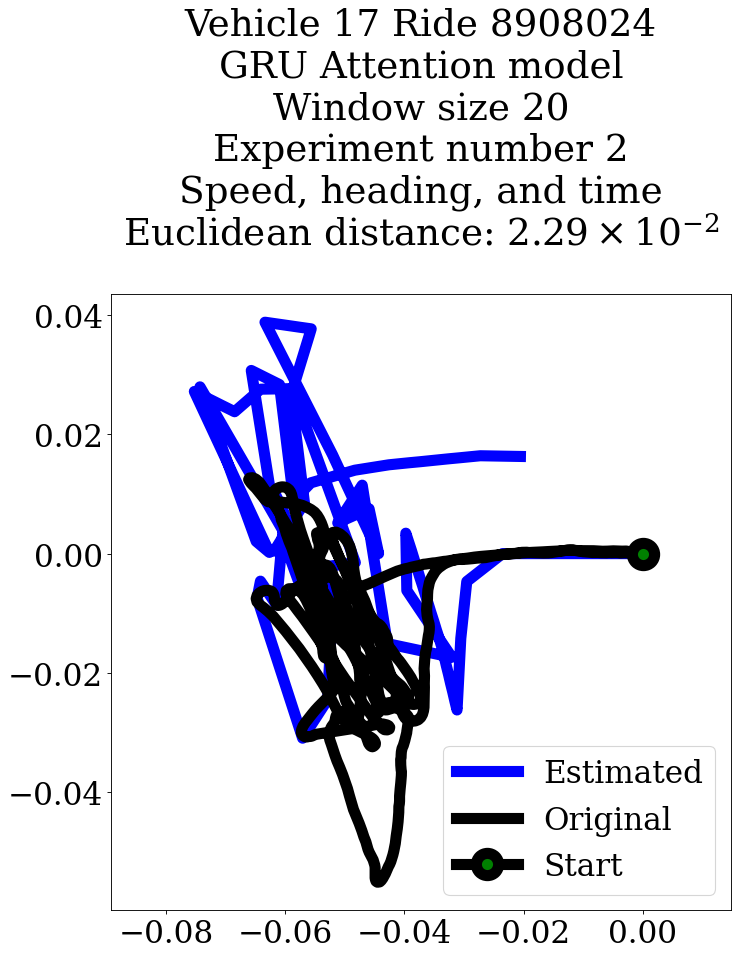 Vehicle 17 Ride 8908024
GRU Attention model
Window size 20
Experiment number 2
Speed, heading, and time
Euclidean distance: 2.29 × 10⁻²
0.04
0.02
0.00
−0.02
−0.04
Estimated
Original
Start
−0.08 −0.06 −0.04 −0.02 0.00